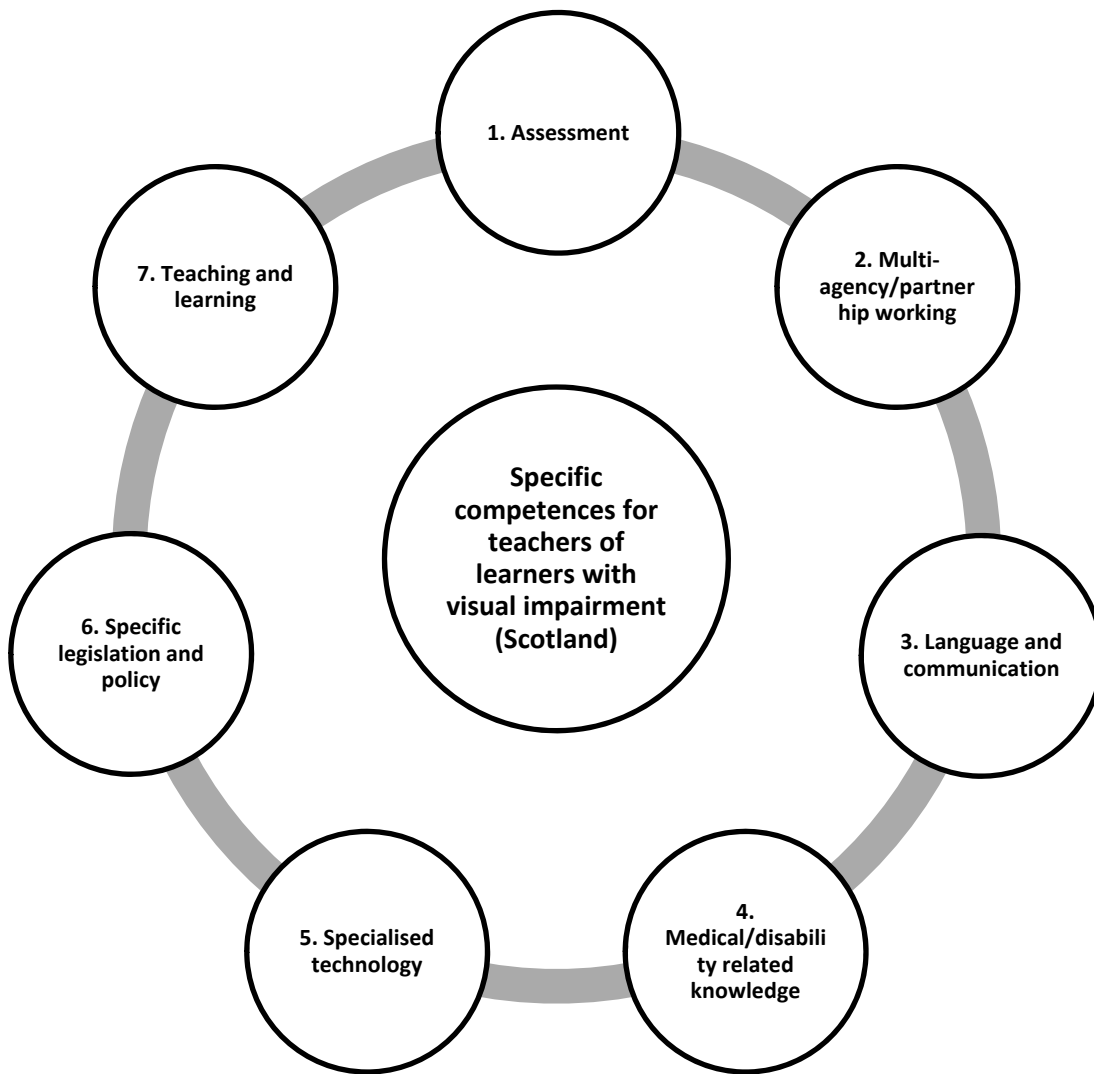 1. Assessment
2. Multi-
agency/partner
hip working
3. Language and
communication
4.
Medical/disabili
ty related
knowledge
5. Specialised
technology
6. Specific
legislation and
policy
7. Teaching and
learning
Specific
competences for
teachers of
learners with
visual impairment
(Scotland)